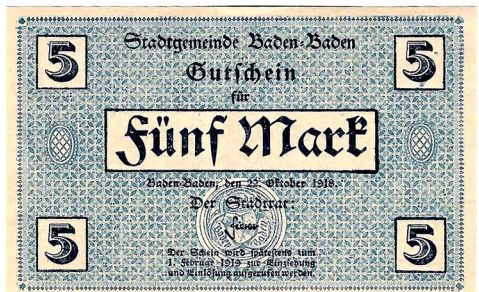 5 Stadtgemeinde Baden-Baden 5
Gutschein
für
Fünf Mark
Baden-Baden, den 22. Oktober 1918.
Der Stadtrat:
5 5
Der Schein wird spätestens zum
1. Februar 1919 zur Einziehung
und Einlösung aufgerufen werden.